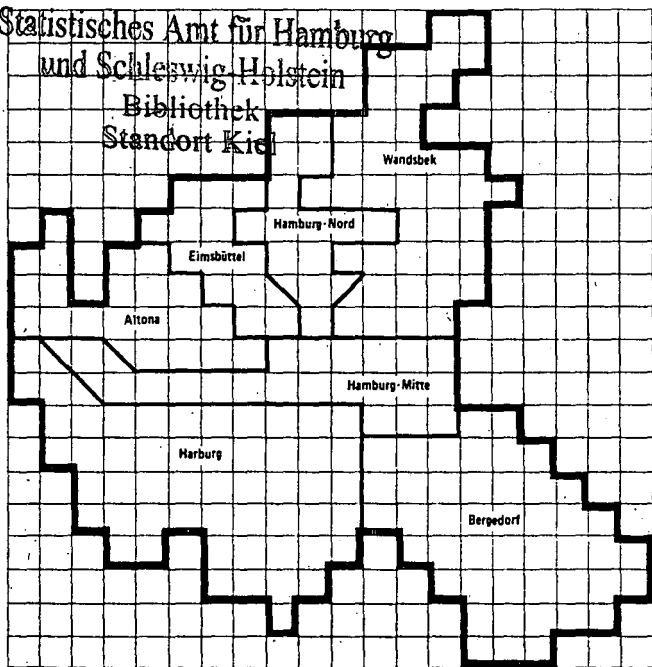 Statistisches Amt für Hamburg
und Schleswig-Holstein
Bibliothek
Standort Kiel
Wandsbek
Hamburg-Nord
Eimsbüttel
Altona
Hamburg-Mitte
Harburg
Bergedorf